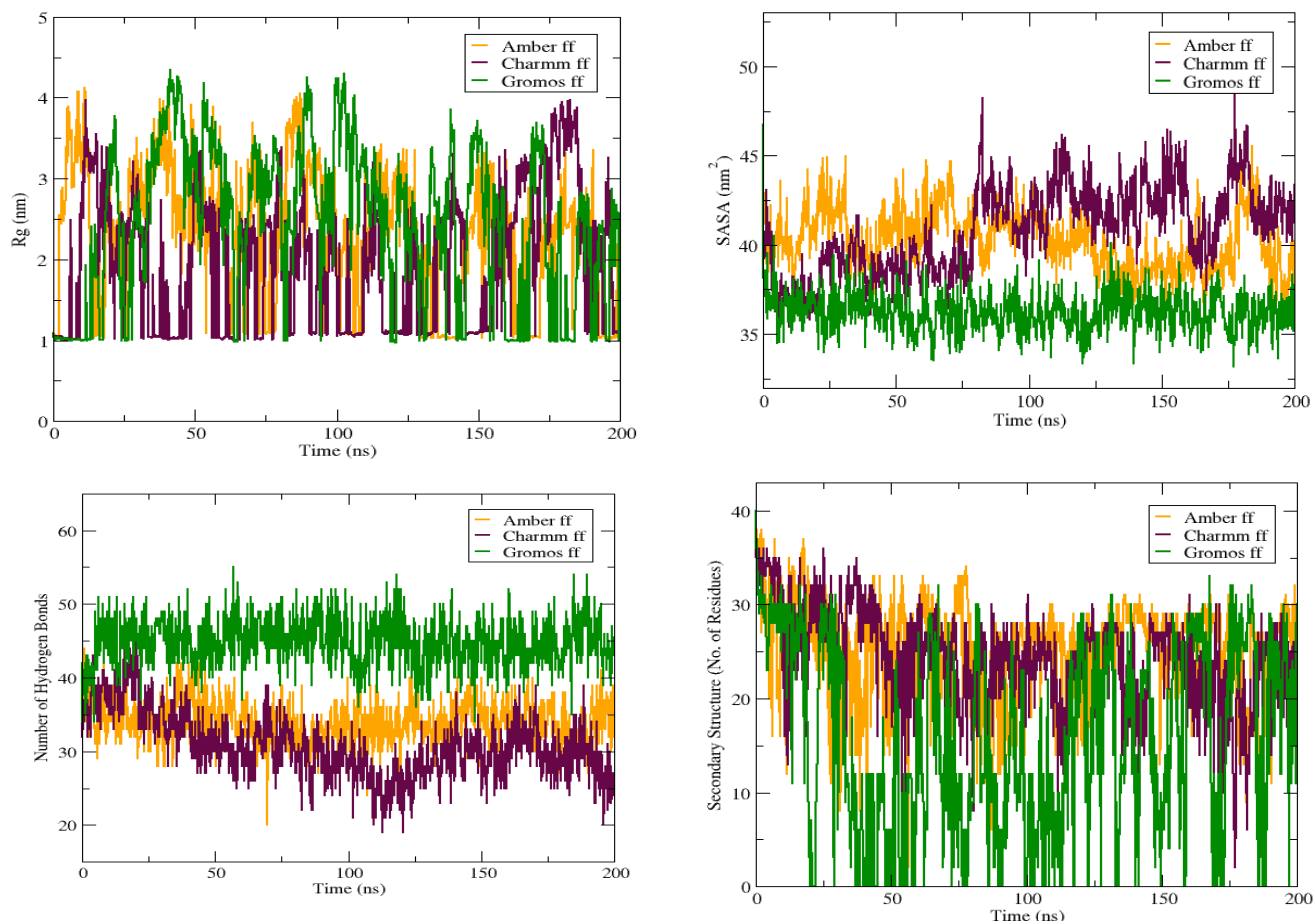 5
4
3
2
1
0
Rg (nm)
Amber ff
Charmm ff
Gromos ff
0
50
100
150
200
Time (ns)
50
45
40
35
SASA (nm²)
Amber ff
Charmm ff
Gromos ff
0
50
100
150
200
Time (ns)
60
50
40
30
20
Number of Hydrogen Bonds
Amber ff
Charmm ff
Gromos ff
0
50
100
150
200
Time (ns)
40
30
20
10
0
Secondary Structure (No. of Residues)
Amber ff
Charmm ff
Gromos ff
0
50
100
150
200
Time (ns)